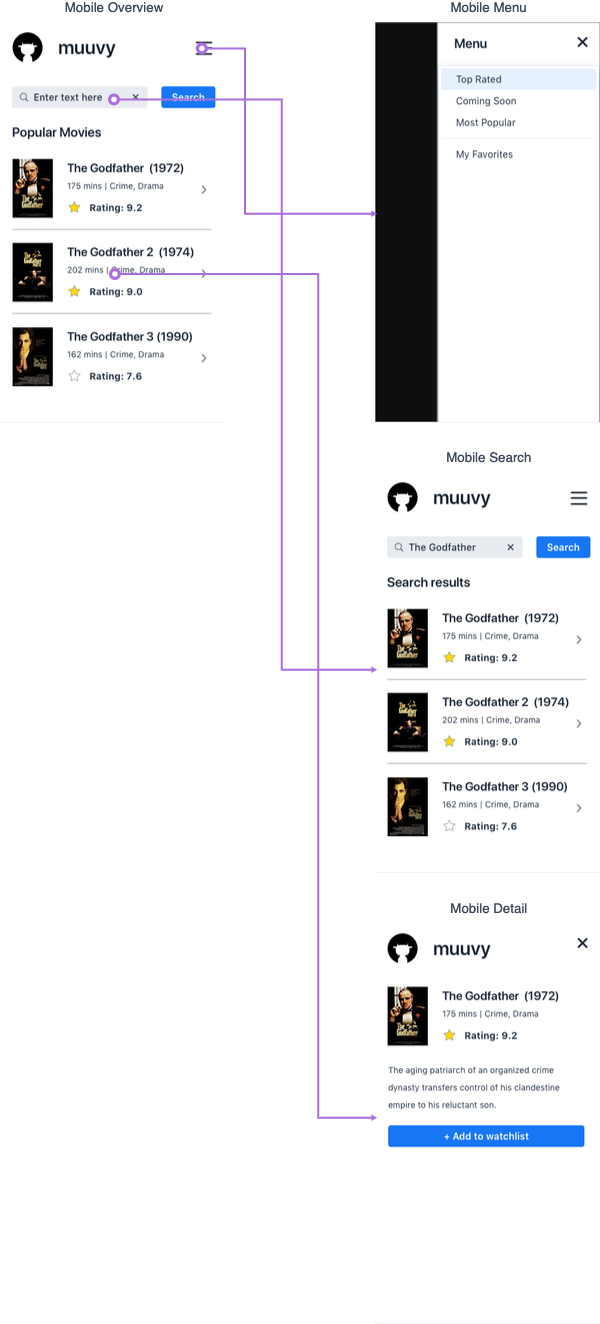 Mobile Overview
muuvy
Enter text here
Search
Popular Movies
The Godfather (1972)
175 mins | Crime, Drama
Rating: 9.2
The Godfather 2 (1974)
202 mins | Crime, Drama
Rating: 9.0
The Godfather 3 (1990)
162 mins | Crime, Drama
Rating: 7.6
Mobile Menu
Menu
Top Rated
Coming Soon
Most Popular
My Favorites
Mobile Search
muuvy
The Godfather
Search
Search results
The Godfather (1972)
175 mins | Crime, Drama
Rating: 9.2
The Godfather 2 (1974)
202 mins | Crime, Drama
Rating: 9.0
The Godfather 3 (1990)
162 mins | Crime, Drama
Rating: 7.6
Mobile Detail
muuvy
The Godfather (1972)
175 mins | Crime, Drama
Rating: 9.2
The aging patriarch of an organized crime
dynasty transfers control of his clandestine
empire to his reluctant son.
+ Add to watchlist